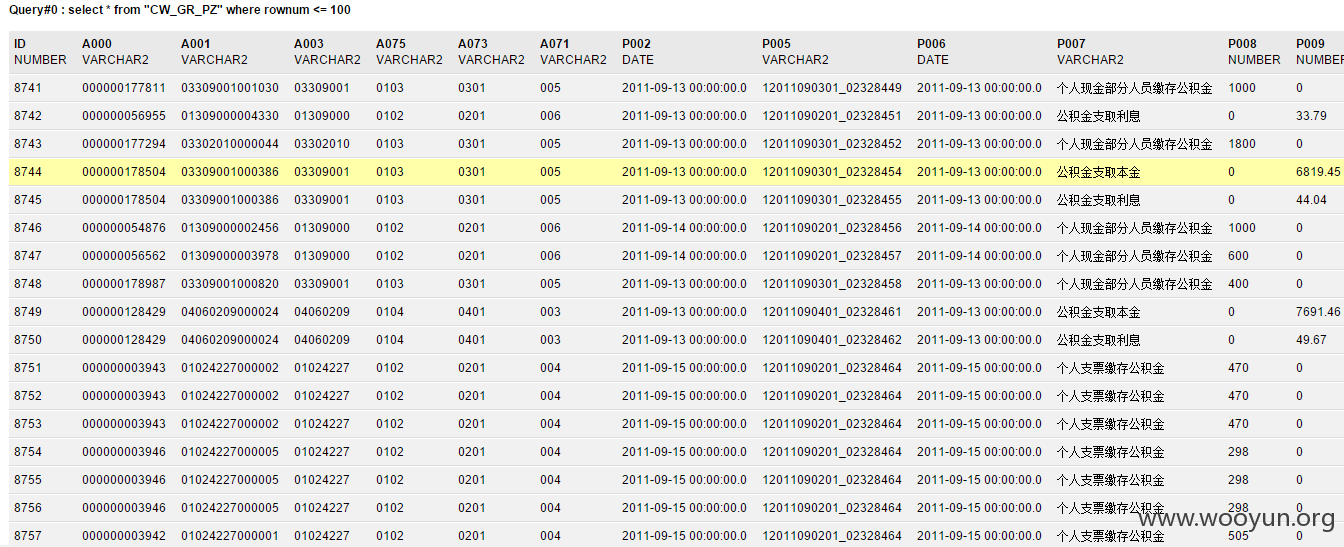 Query#0 : select * from "CW_GR_PZ" where rownum <= 100
ID A000 A001 A003 A075 A073 A071 P002 P005 P006 P007 P008 P009
NUMBER VARCHAR2 VARCHAR2 VARCHAR2 VARCHAR2 VARCHAR2 VARCHAR2 DATE VARCHAR2 DATE VARCHAR2 NUMBER NUMBER
8741 000000177811 03309001001030 03309001 0103 0301 005 2011-09-13 00:00:00.0 12011090301_02328449 2011-09-13 00:00:00.0 个人现金部分人员缴存公积金 1000 0
8742 000000056955 01309000004330 01309000 0102 0201 006 2011-09-13 00:00:00.0 12011090201_02328451 2011-09-13 00:00:00.0 公积金支取利息 0 33.79
8743 000000177294 03302010000044 03302010 0103 0301 005 2011-09-13 00:00:00.0 12011090301_02328452 2011-09-13 00:00:00.0 个人现金部分人员缴存公积金 1800 0
8744 000000178504 03309001000386 03309001 0103 0301 005 2011-09-13 00:00:00.0 12011090301_02328454 2011-09-13 00:00:00.0 公积金支取本金 0 6819.45
8745 000000178504 03309001000386 03309001 0103 0301 005 2011-09-13 00:00:00.0 12011090301_02328455 2011-09-13 00:00:00.0 公积金支取利息 0 44.04
8746 000000054876 01309000002456 01309000 0102 0201 006 2011-09-14 00:00:00.0 12011090201_02328456 2011-09-14 00:00:00.0 个人现金部分人员缴存公积金 1000 0
8747 000000056562 01309000003978 01309000 0102 0201 006 2011-09-14 00:00:00.0 12011090201_02328457 2011-09-14 00:00:00.0 个人现金部分人员缴存公积金 600 0
8748 000000178987 03309001000820 03309001 0103 0301 005 2011-09-13 00:00:00.0 12011090301_02328458 2011-09-13 00:00:00.0 个人现金部分人员缴存公积金 400 0
8749 000000128429 04060209000024 04060209 0104 0401 003 2011-09-13 00:00:00.0 12011090401_02328461 2011-09-13 00:00:00.0 公积金支取本金 0 7691.46
8750 000000128429 04060209000024 04060209 0104 0401 003 2011-09-13 00:00:00.0 12011090401_02328462 2011-09-13 00:00:00.0 公积金支取利息 0 49.67
8751 000000003943 01024227000002 01024227 0102 0201 004 2011-09-15 00:00:00.0 12011090201_02328464 2011-09-15 00:00:00.0 个人支票缴存公积金 470 0
8752 000000003943 01024227000002 01024227 0102 0201 004 2011-09-15 00:00:00.0 12011090201_02328464 2011-09-15 00:00:00.0 个人支票缴存公积金 470 0
8753 000000003943 01024227000002 01024227 0102 0201 004 2011-09-15 00:00:00.0 12011090201_02328464 2011-09-15 00:00:00.0 个人支票缴存公积金 470 0
8754 000000003946 01024227000005 01024227 0102 0201 004 2011-09-15 00:00:00.0 12011090201_02328464 2011-09-15 00:00:00.0 个人支票缴存公积金 298 0
8755 000000003946 01024227000005 01024227 0102 0201 004 2011-09-15 00:00:00.0 12011090201_02328464 2011-09-15 00:00:00.0 个人支票缴存公积金 298 0
8756 000000003946 01024227000005 01024227 0102 0201 004 2011-09-15 00:00:00.0 12011090201_02328464 2011-09-15 00:00:00.0 个人支票缴存公积金 298 0
8757 000000003942 01024227000001 01024227 0102 0201 004 2011-09-15 00:00:00.0 12011090201_02328464 2011-09-15 00:00:00.0 个人支票缴存公积金 505 0
www.wooyun.org